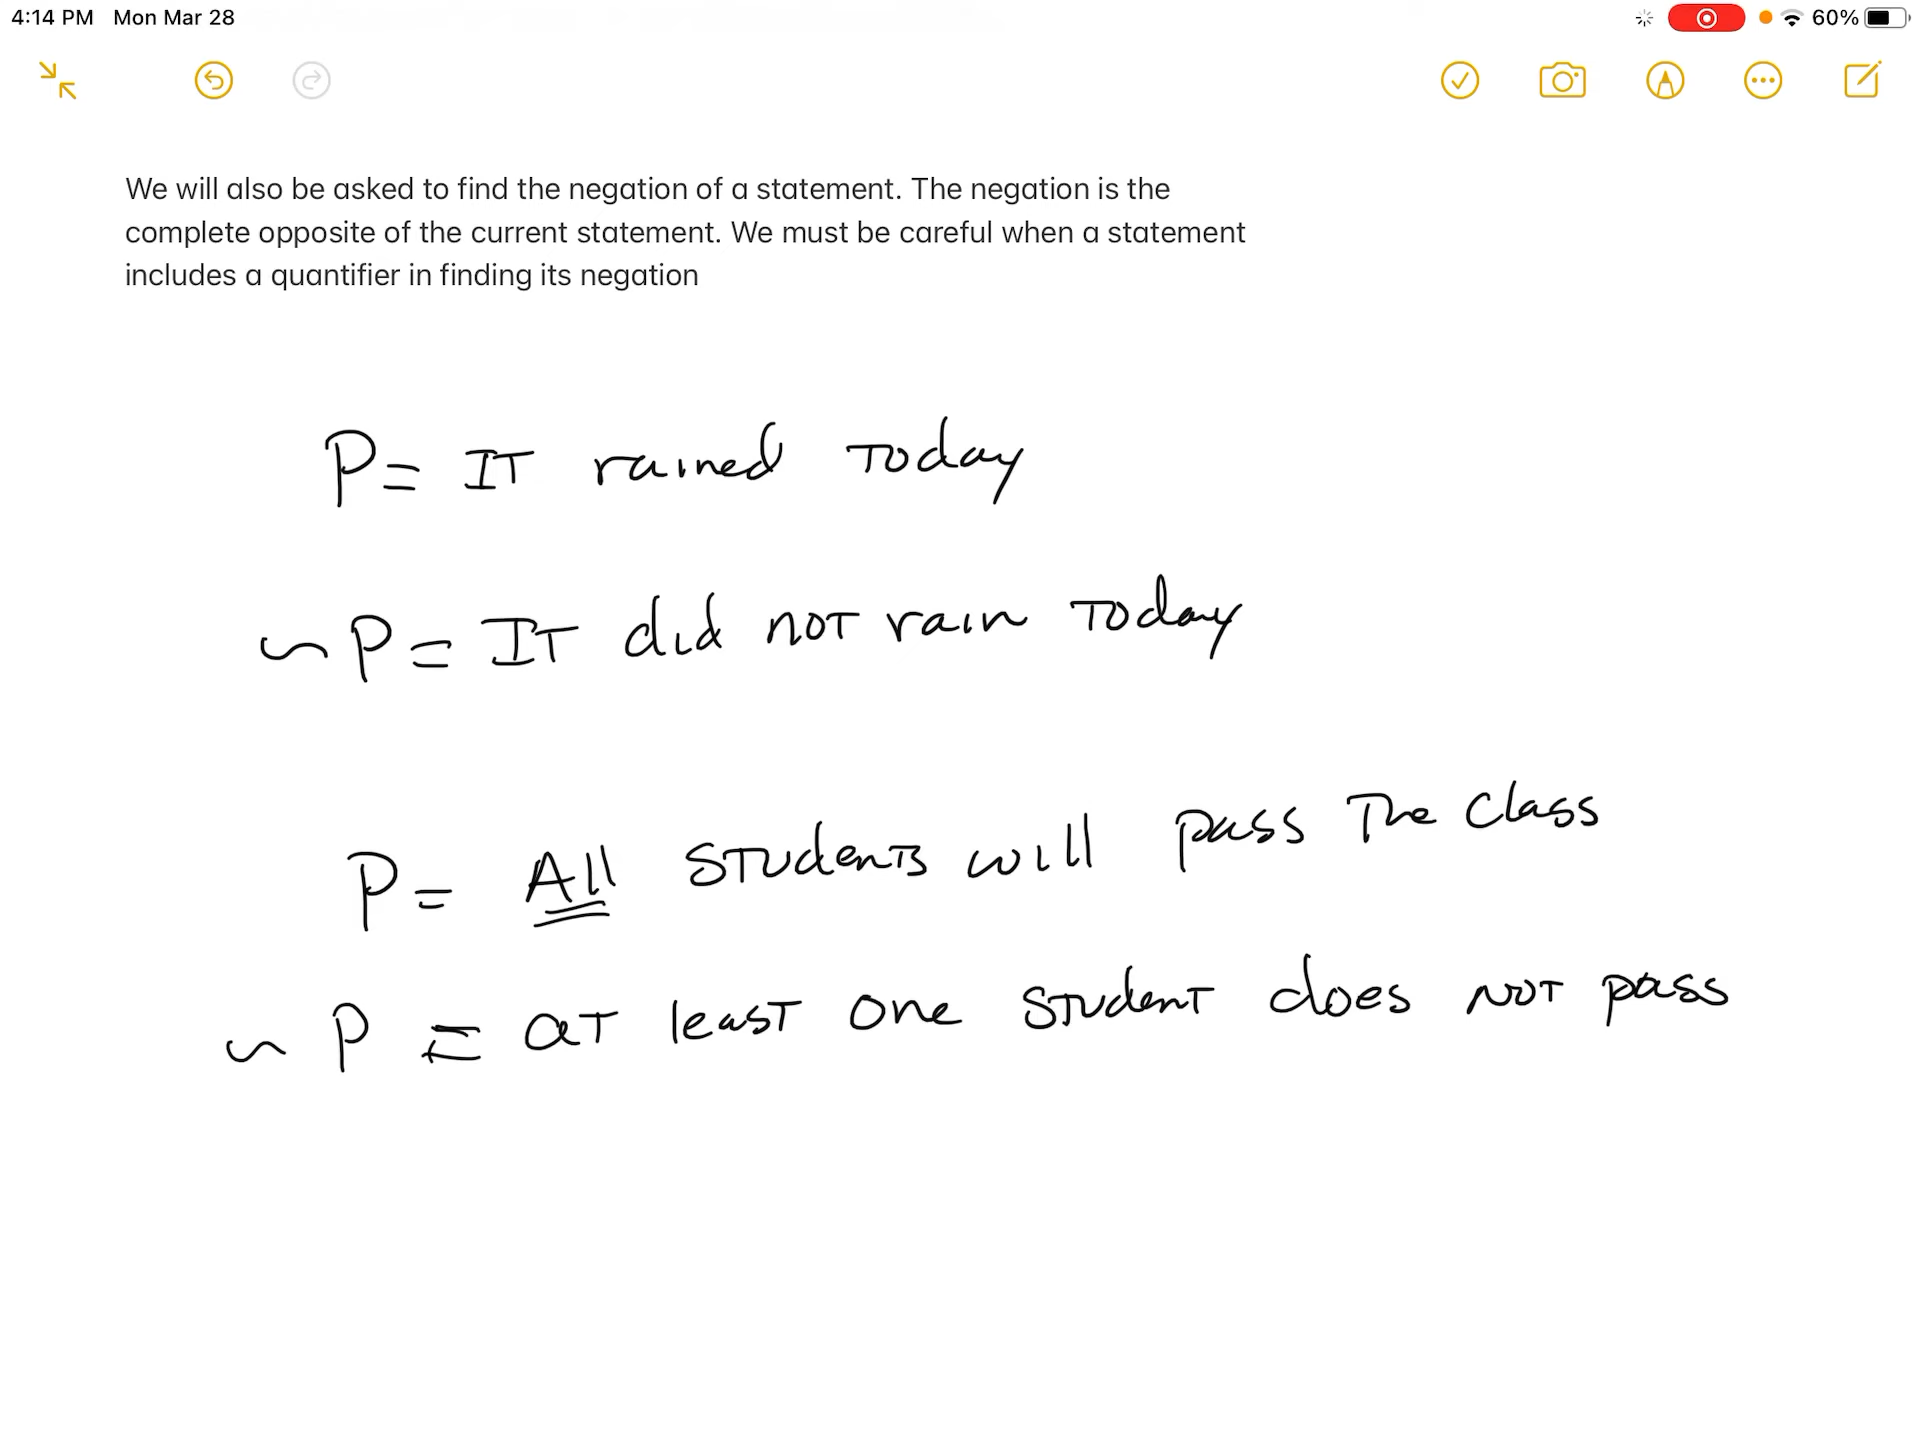 4:14 PM Mon Mar 28 60%
We will also be asked to find the negation of a statement. The negation is the
complete opposite of the current statement. We must be careful when a statement
includes a quantifier in finding its negation
P = IT rained Today
~P = IT did not rain Today
P = All students will pass The class
~P = at least one student does not pass